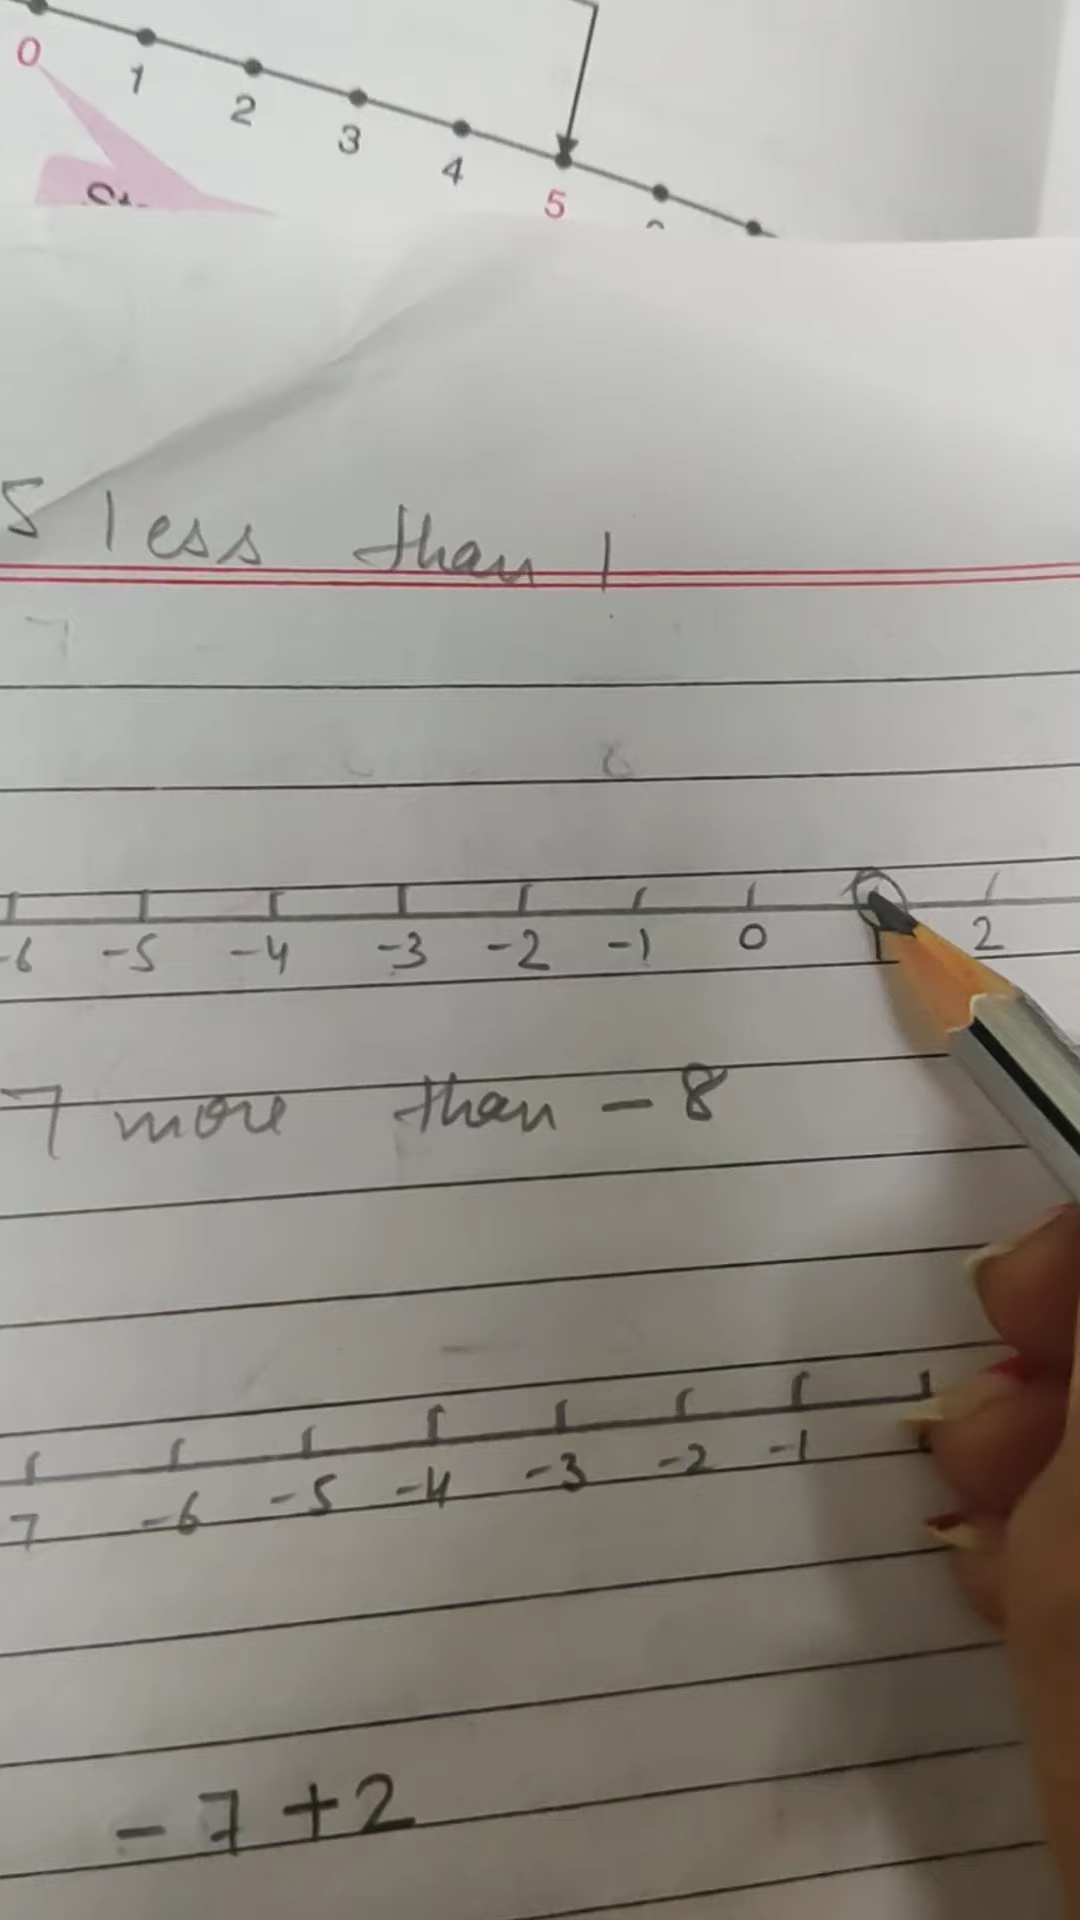 0 1 2 3 4 5
5 less than 1
-6 -5 -4 -3 -2 -1 0 1 2
7 more than -8
7 -6 -5 -4 -3 -2 -1
-7+2